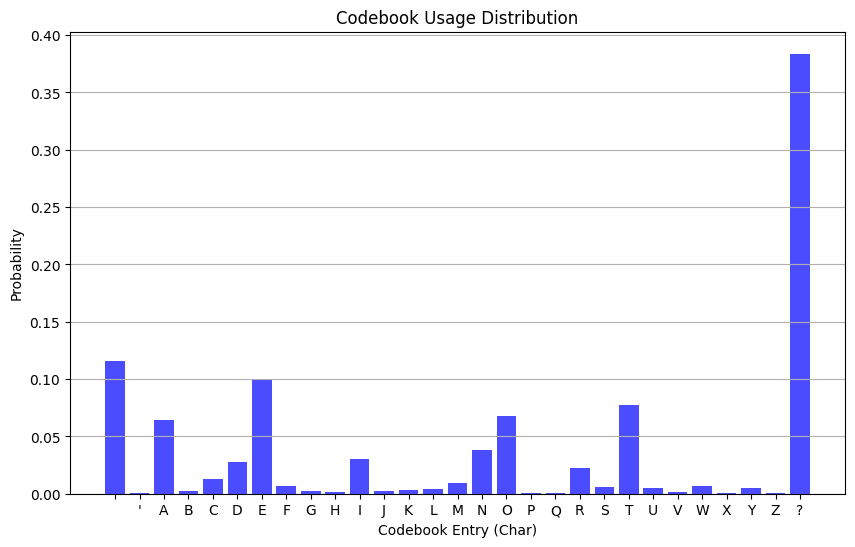 Codebook Usage Distribution
0.40
0.35
0.30
0.25
0.20
0.15
0.10
0.05
0.00
Probability
' A B C D E F G H I J K L M N O P Q R S T U V W X Y Z ?
Codebook Entry (Char)